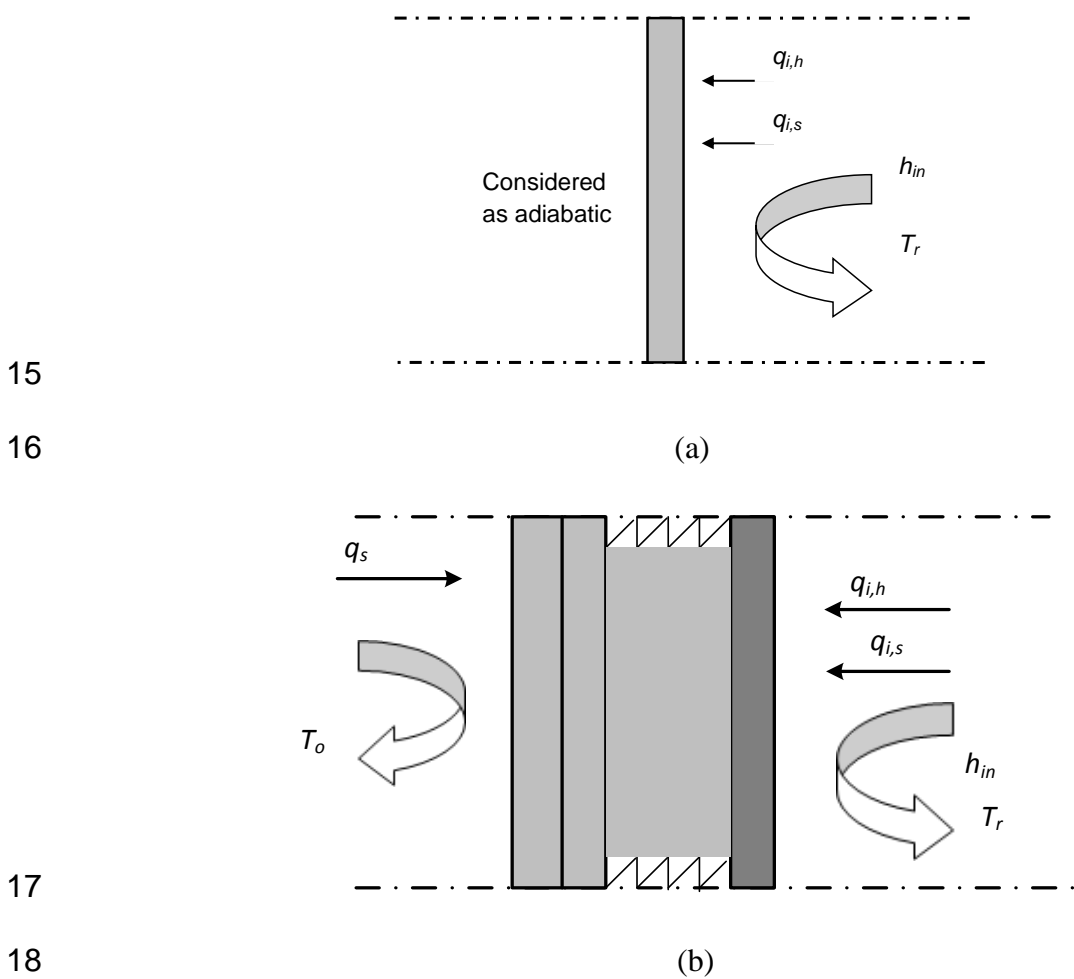 q_{i,h}
q_{i,s}
Considered
as adiabatic
h_{in}
T_r
15
16 (a)
q_s
q_{i,h}
q_{i,s}
T_o
h_{in}
T_r
17
18 (b)